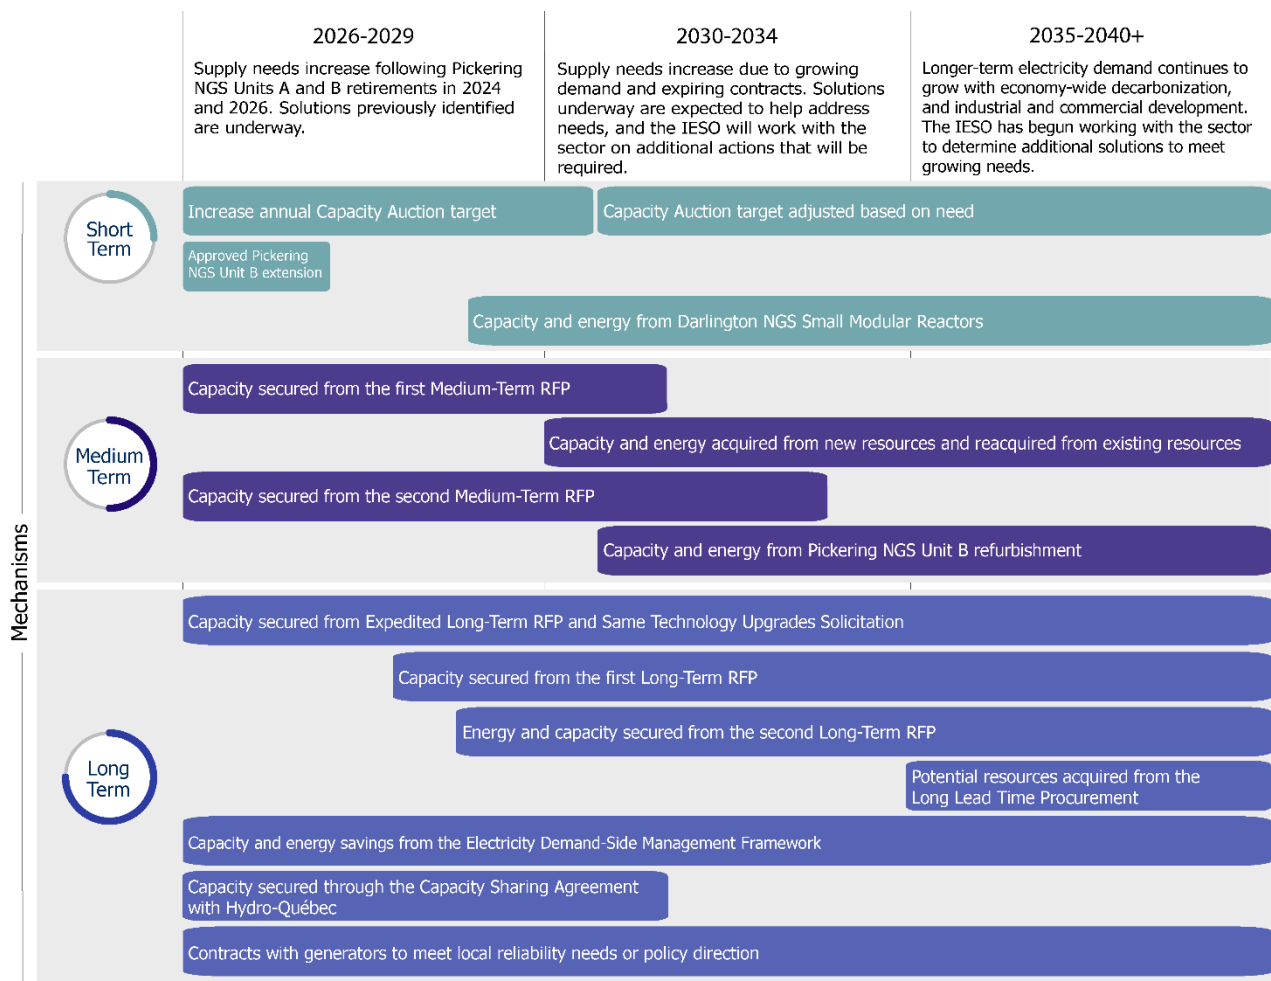 2026-2029
Supply needs increase following Pickering
NGS Units A and B retirements in 2024
and 2026. Solutions previously identified
are underway.
2030-2034
Supply needs increase due to growing
demand and expiring contracts. Solutions
underway are expected to help address
needs, and the IESO will work with the
sector on additional actions that will be
required.
2035-2040+
Longer-term electricity demand continues to
grow with economy-wide decarbonization,
and industrial and commercial development.
The IESO has begun working with the sector
to determine additional solutions to meet
growing needs.
Mechanisms
Short
Term
Increase annual Capacity Auction target
Capacity Auction target adjusted based on need
Approved Pickering
NGS Unit B extension
Capacity and energy from Darlington NGS Small Modular Reactors
Medium
Term
Capacity secured from the first Medium-Term RFP
Capacity and energy acquired from new resources and reacquired from existing resources
Capacity secured from the second Medium-Term RFP
Capacity and energy from Pickering NGS Unit B refurbishment
Long
Term
Capacity secured from Expedited Long-Term RFP and Same Technology Upgrades Solicitation
Capacity secured from the first Long-Term RFP
Energy and capacity secured from the second Long-Term RFP
Potential resources acquired from the
Long Lead Time Procurement
Capacity and energy savings from the Electricity Demand-Side Management Framework
Capacity secured through the Capacity Sharing Agreement
with Hydro-Québec
Contracts with generators to meet local reliability needs or policy direction